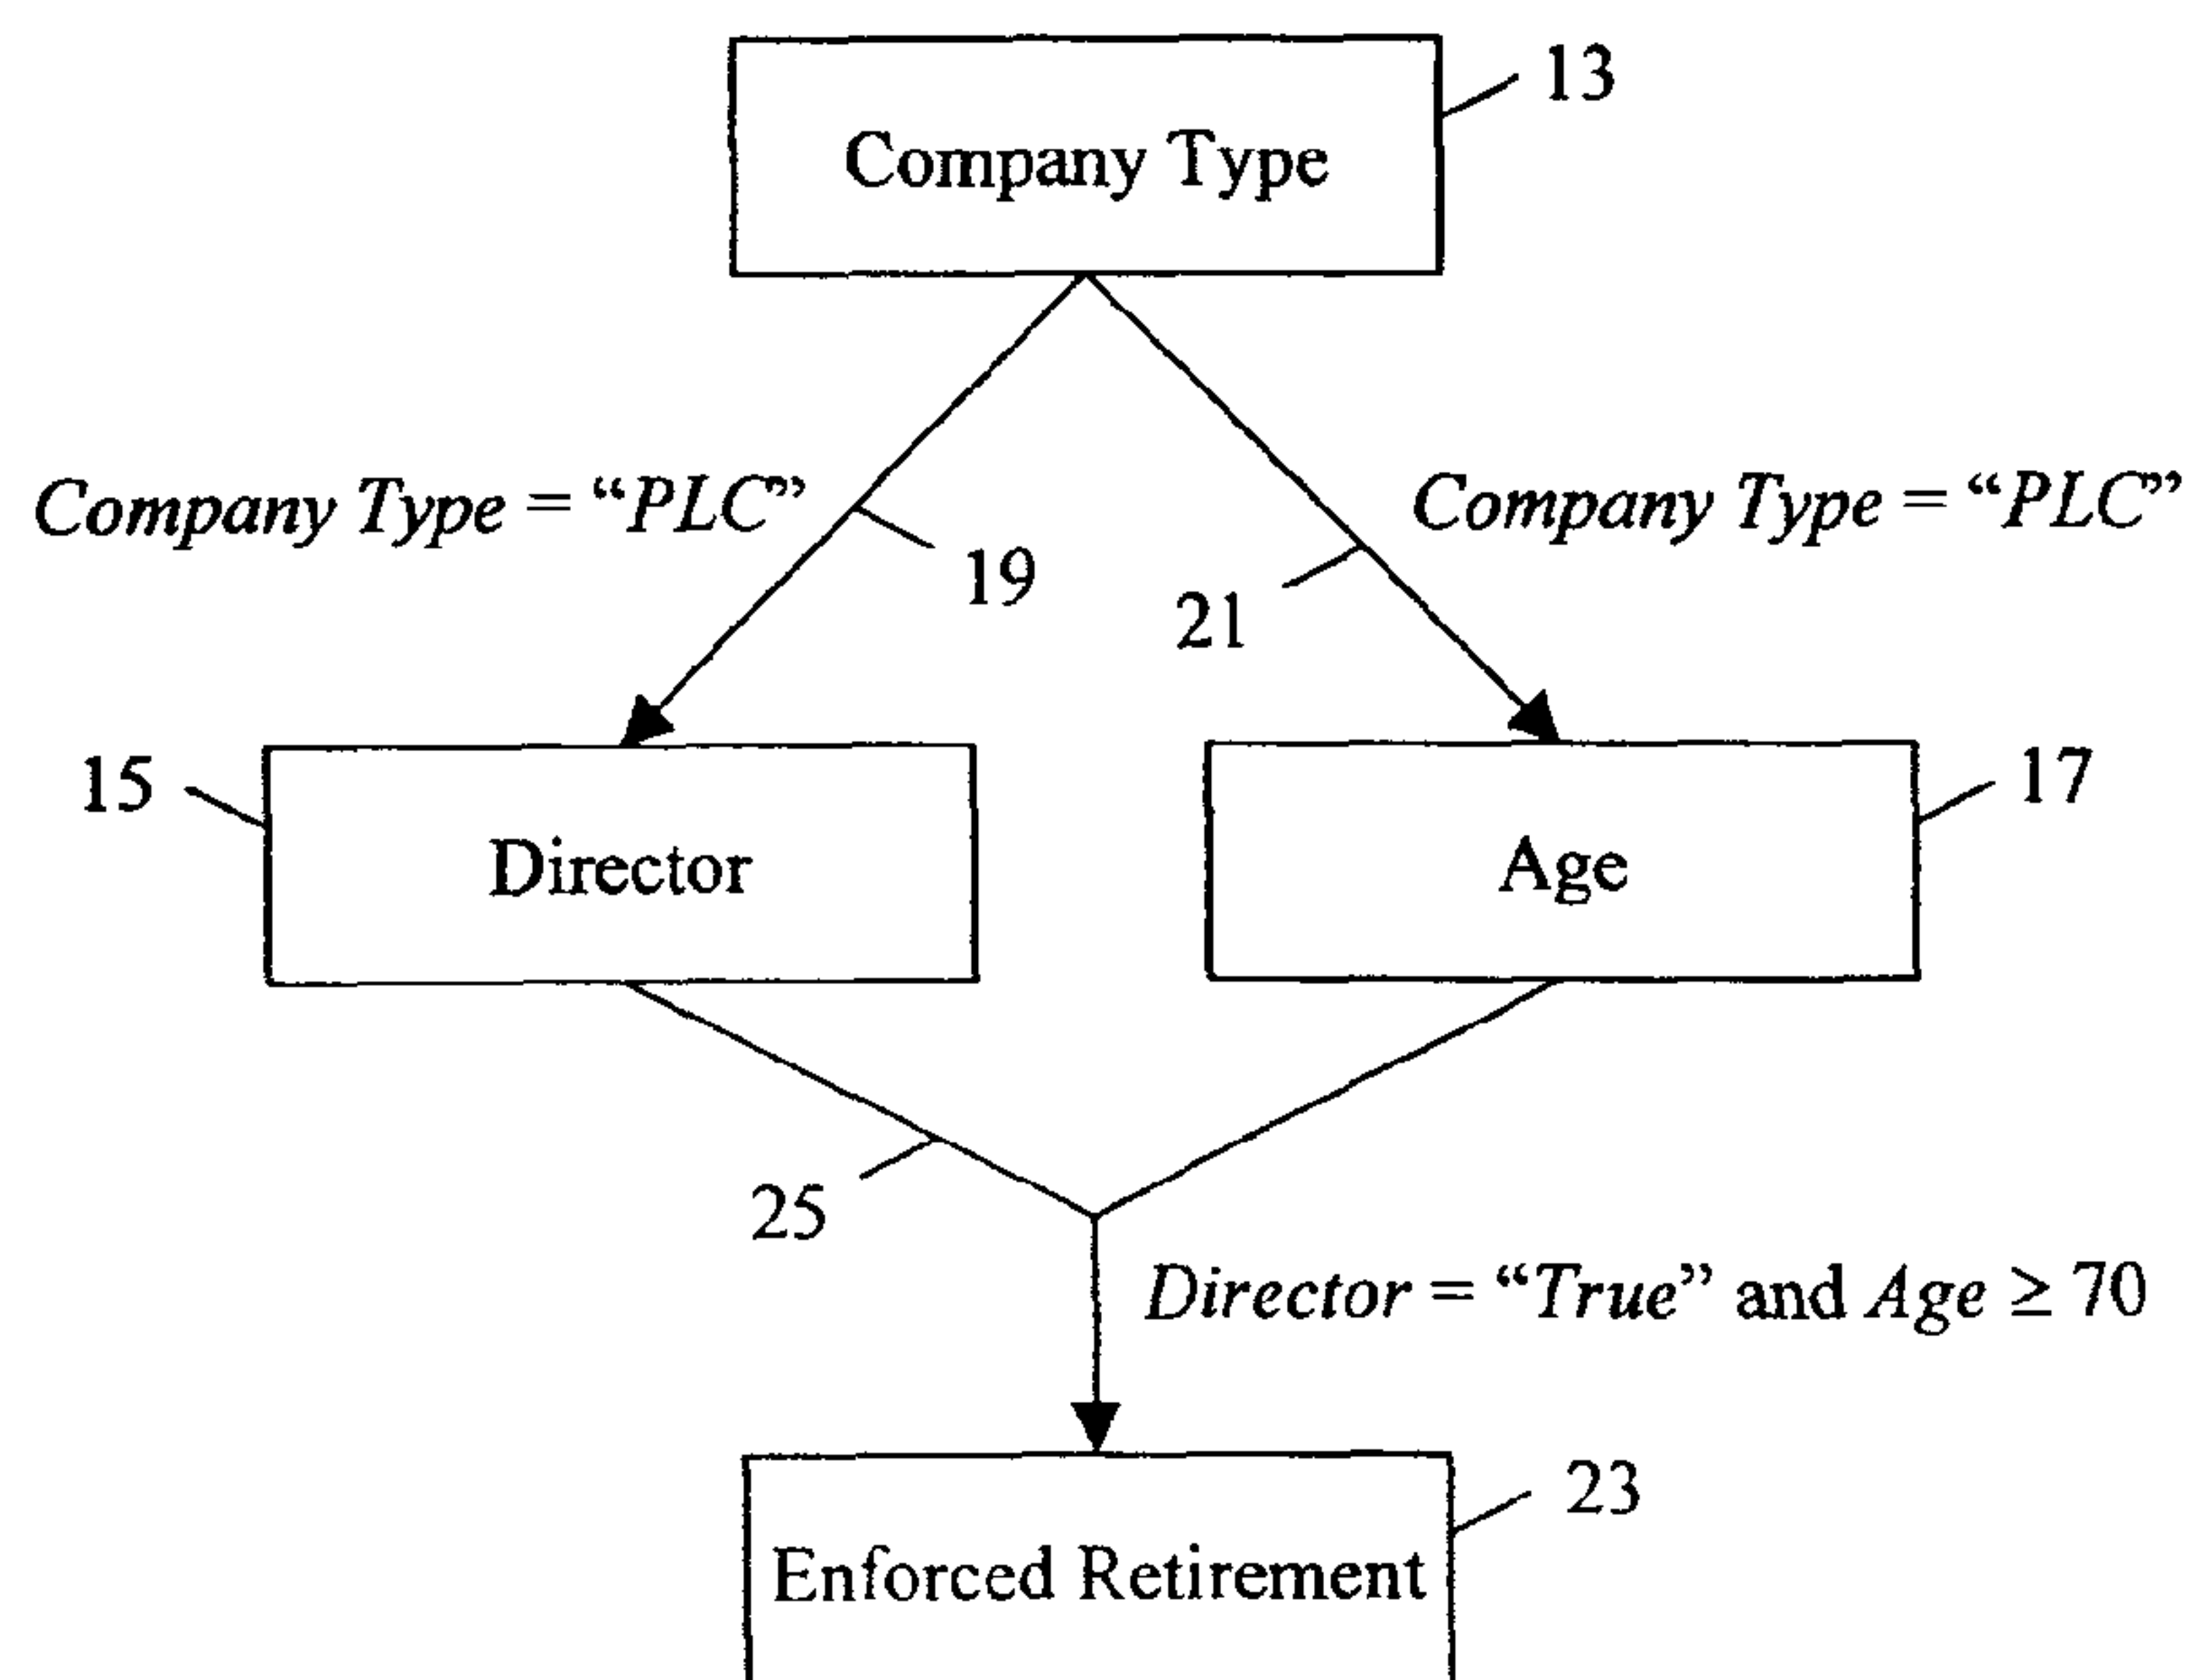 13
Company Type
Company Type = “PLC”
Company Type = “PLC”
19
21
15
17
Director
Age
25
Director = “True” and Age ≥ 70
23
Enforced Retirement